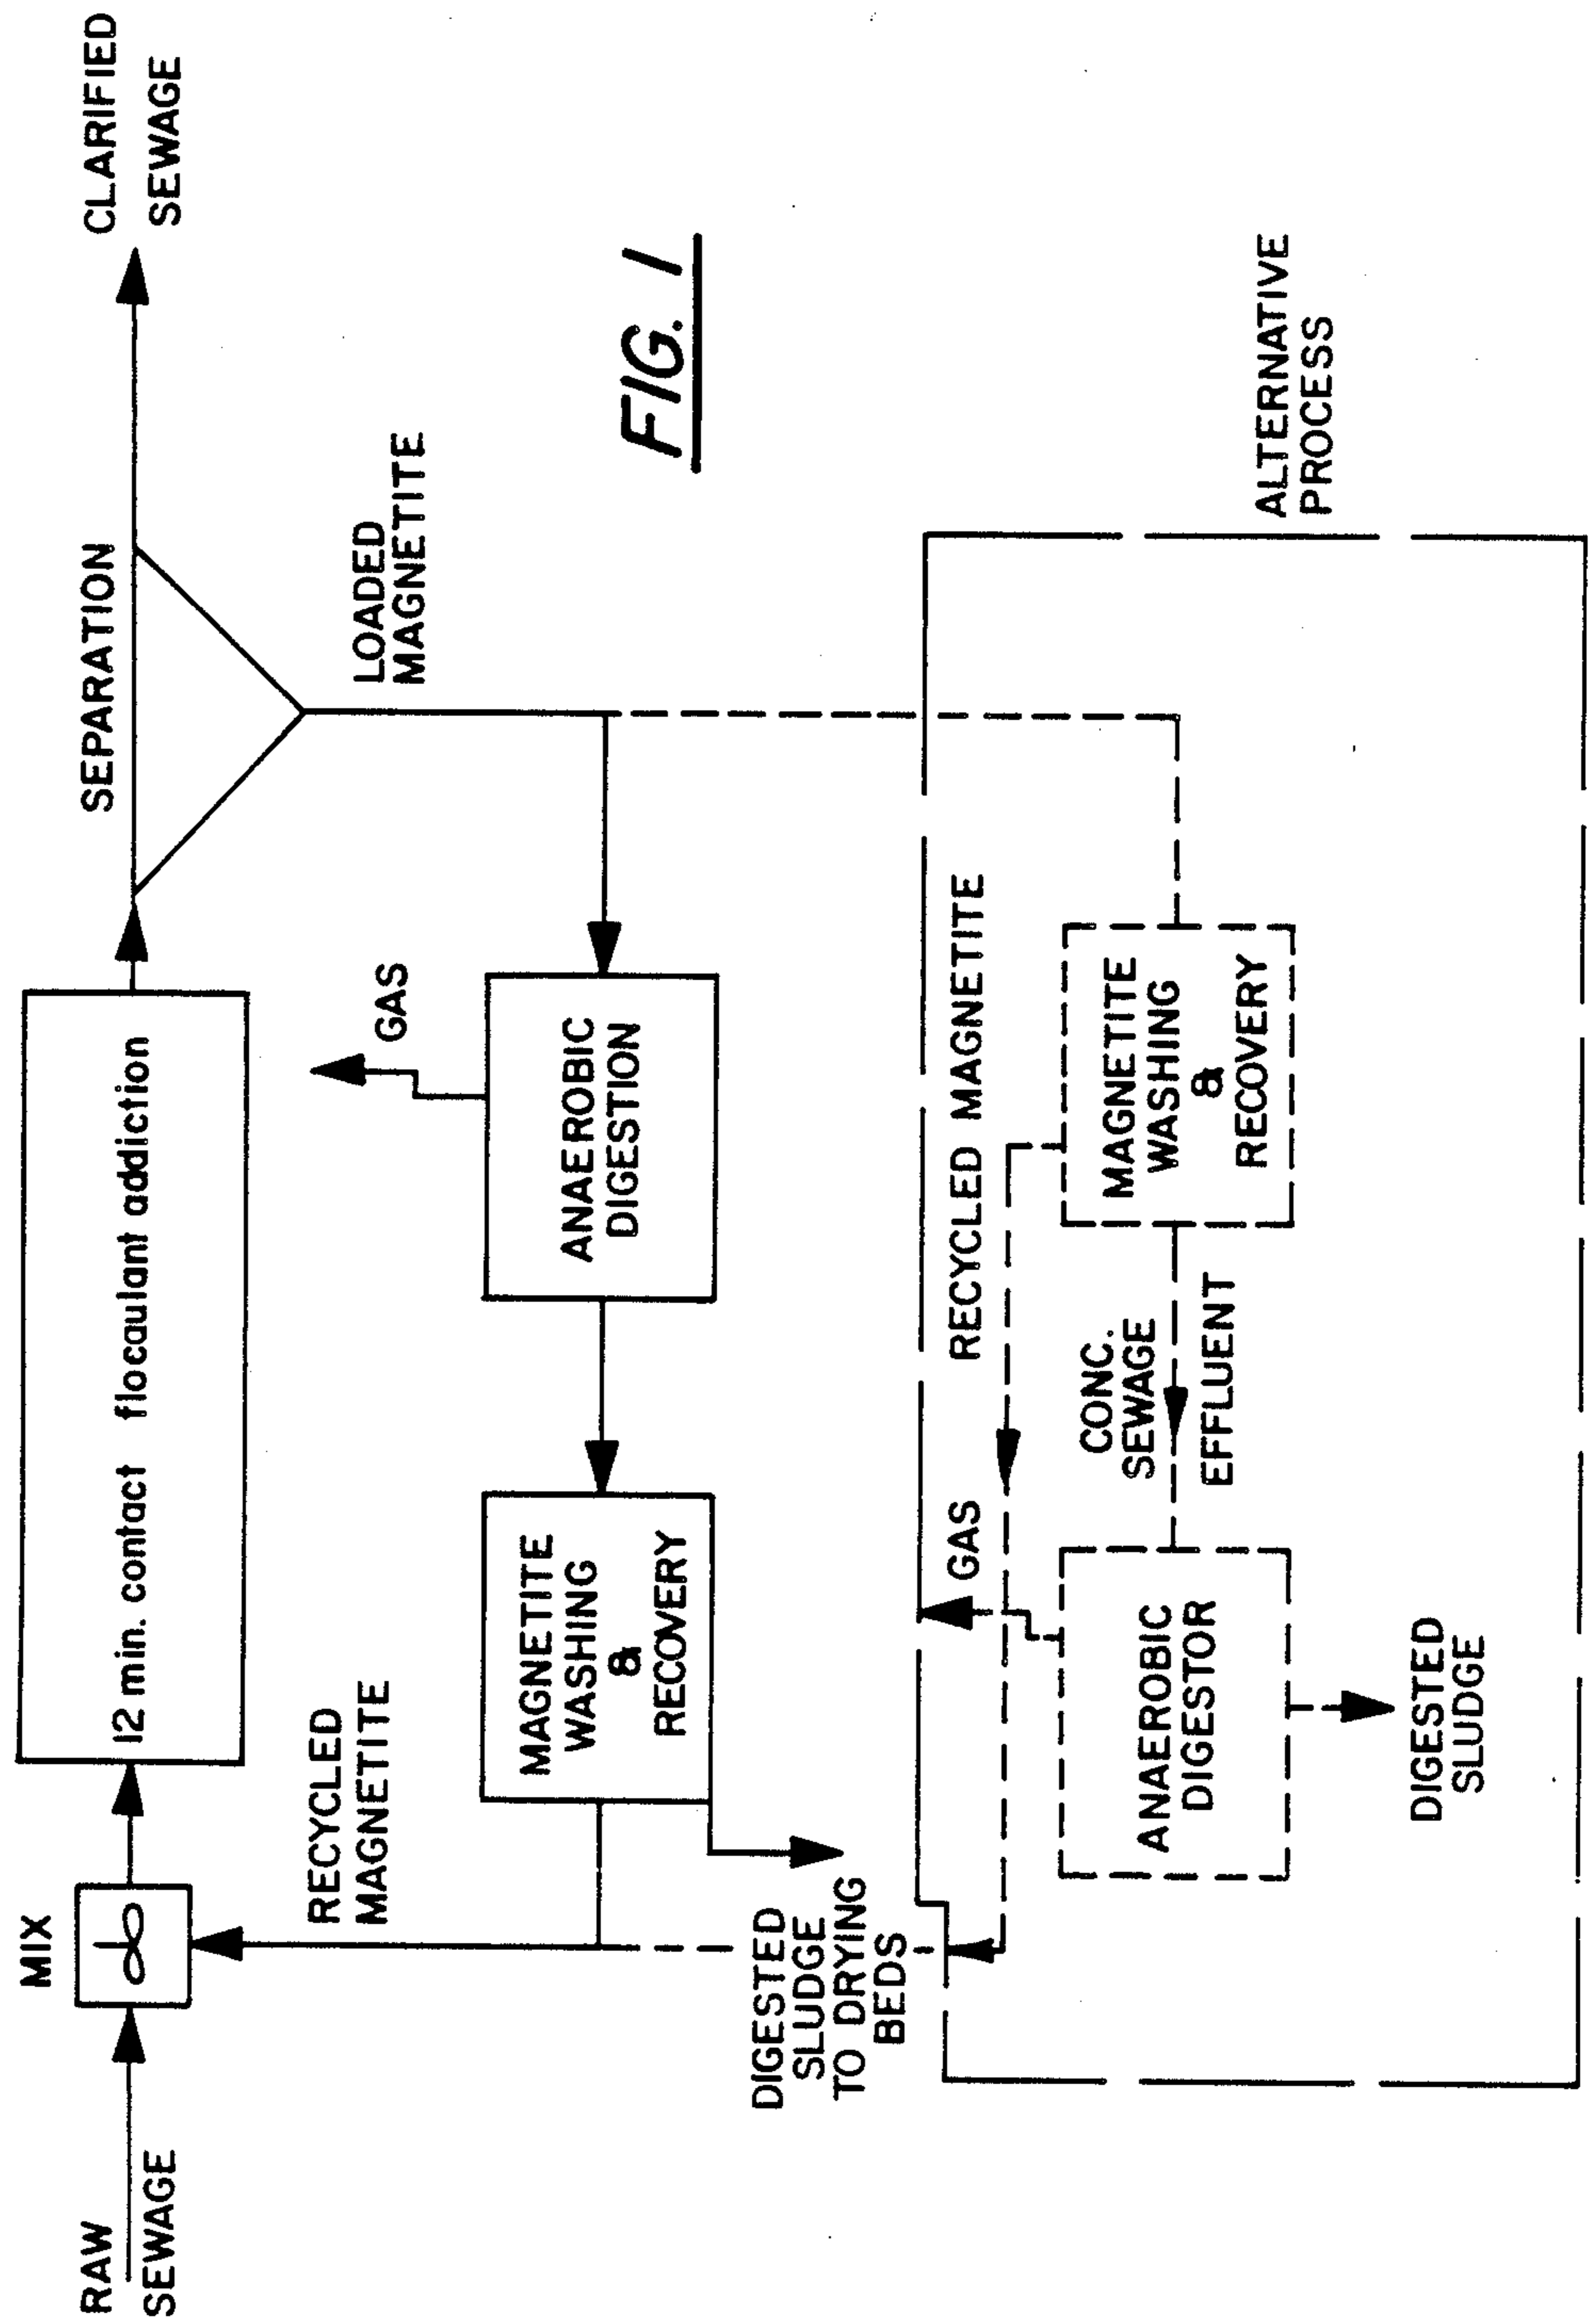 RAW
SEWAGE
MIX
12 min. contact flocculant addiction
SEPARATION
CLARIFIED
SEWAGE
RECYCLED
MAGNETITE
MAGNETITE
WASHING
&
RECOVERY
ANAEROBIC
DIGESTION
GAS
LOADED
MAGNETITE
FIG. 1
DIGESTED
SLUDGE
TO DRYING
BEDS
GAS
RECYCLED MAGNETITE
ANAEROBIC
DIGESTOR
CONC.
SEWAGE
EFFLUENT
MAGNETITE
WASHING
&
RECOVERY
DIGESTED
SLUDGE
ALTERNATIVE
PROCESS